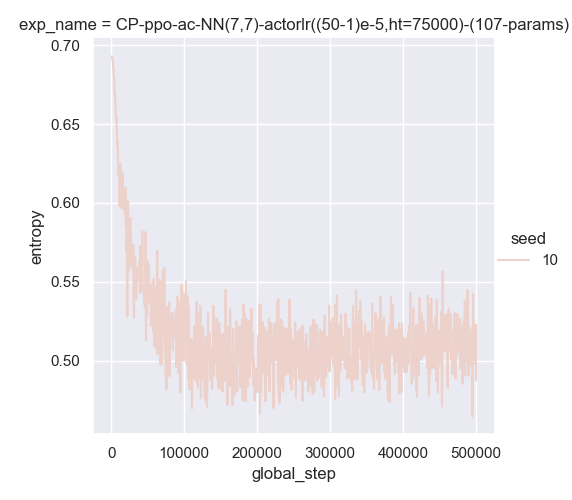 exp_name = CP-ppo-ac-NN(7,7)-actorlr((50-1)e-5,ht=75000)-(107-params)
0.70
0.65
0.60
0.55
0.50
entropy
0 100000 200000 300000 400000 500000
global_step
seed
10